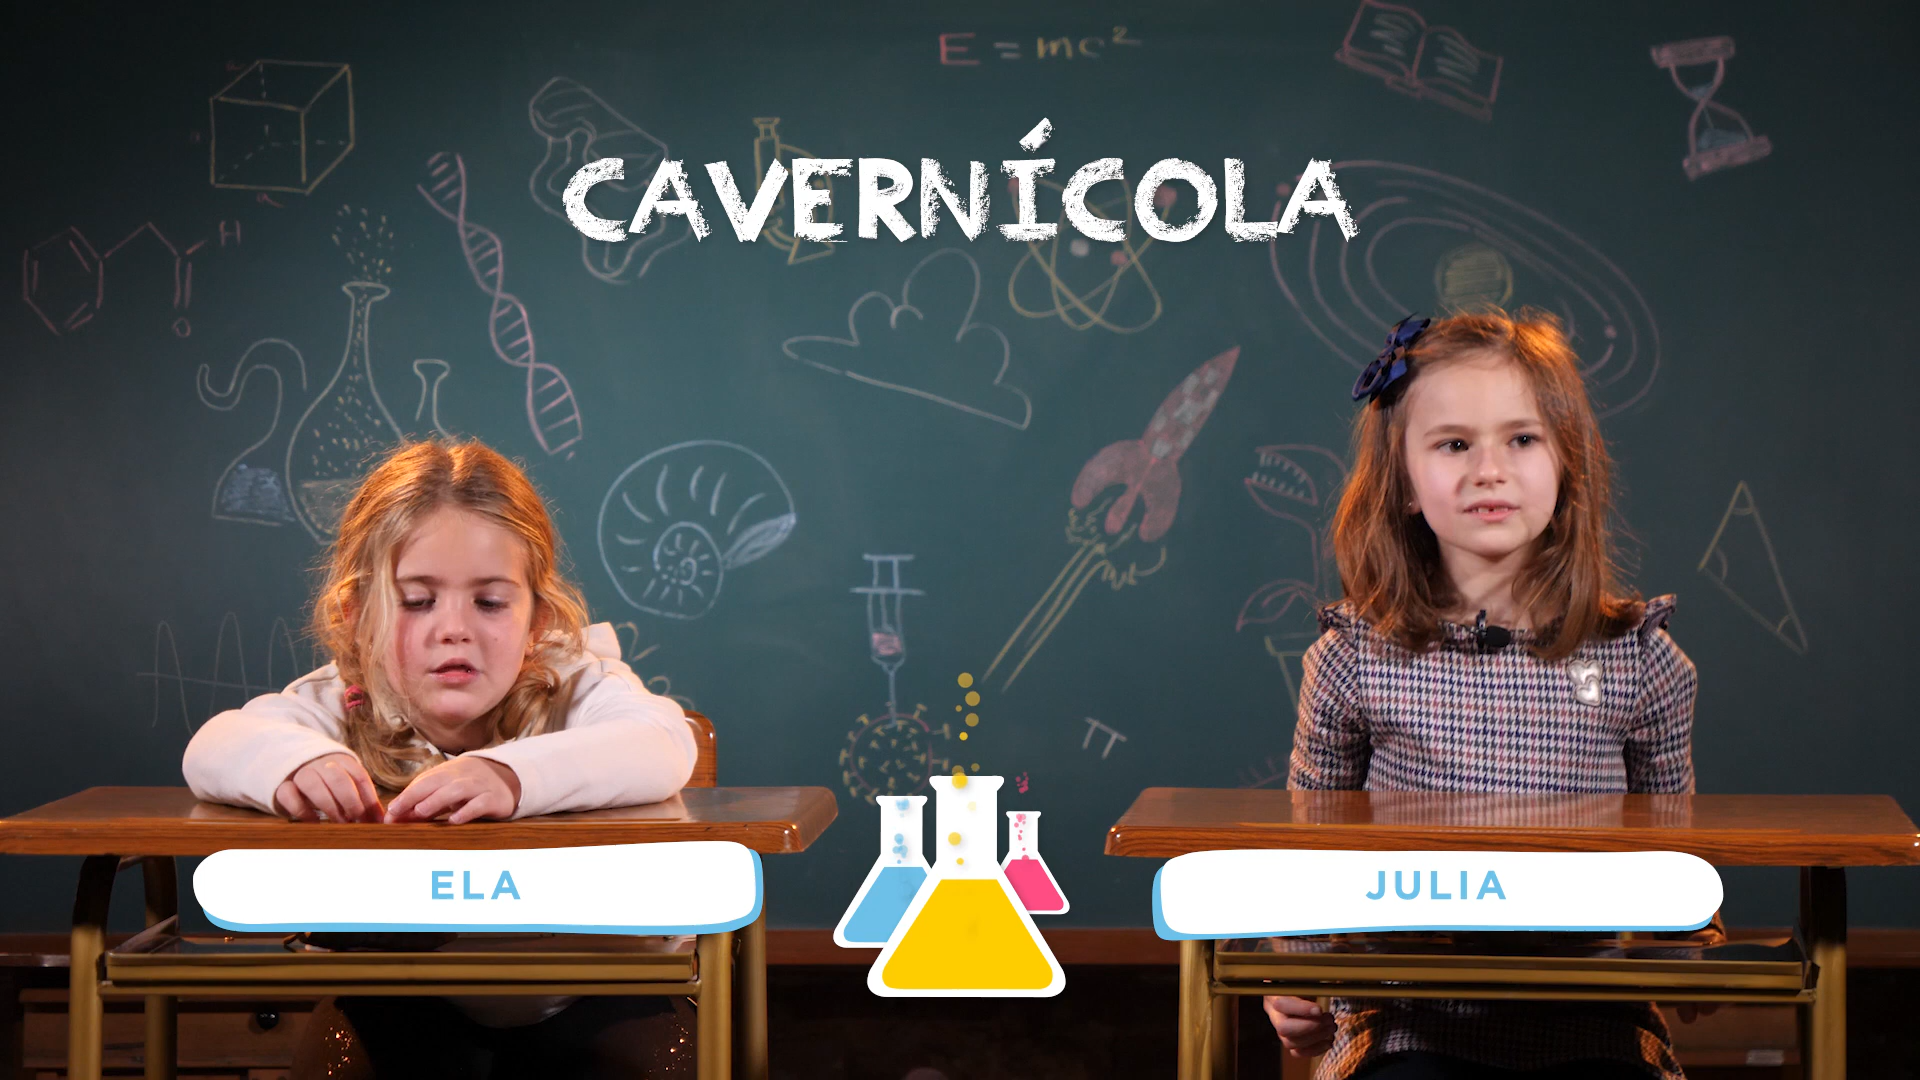 E = mc²
CAVERNÍCOLA
H
O
π
ELA
JULIA